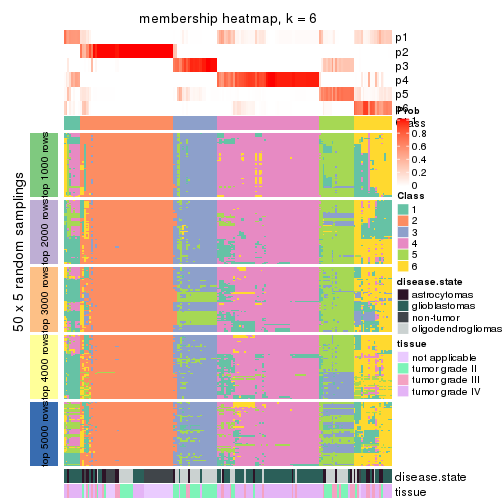 membership heatmap, k = 6
p1
p2
p3
p4
p5
p6
Prob
1
0.8
0.6
0.4
0.2
0
Class
Class
1
2
3
4
5
6
disease.state
astrocytomas
glioblastomas
non-tumor
oligodendrogliomas
tissue
not applicable
tumor grade II
tumor grade III
tumor grade IV
50 x 5 random samplings
top 1000 rows
top 2000 rows
top 3000 rows
top 4000 rows
top 5000 rows
disease.state
tissue